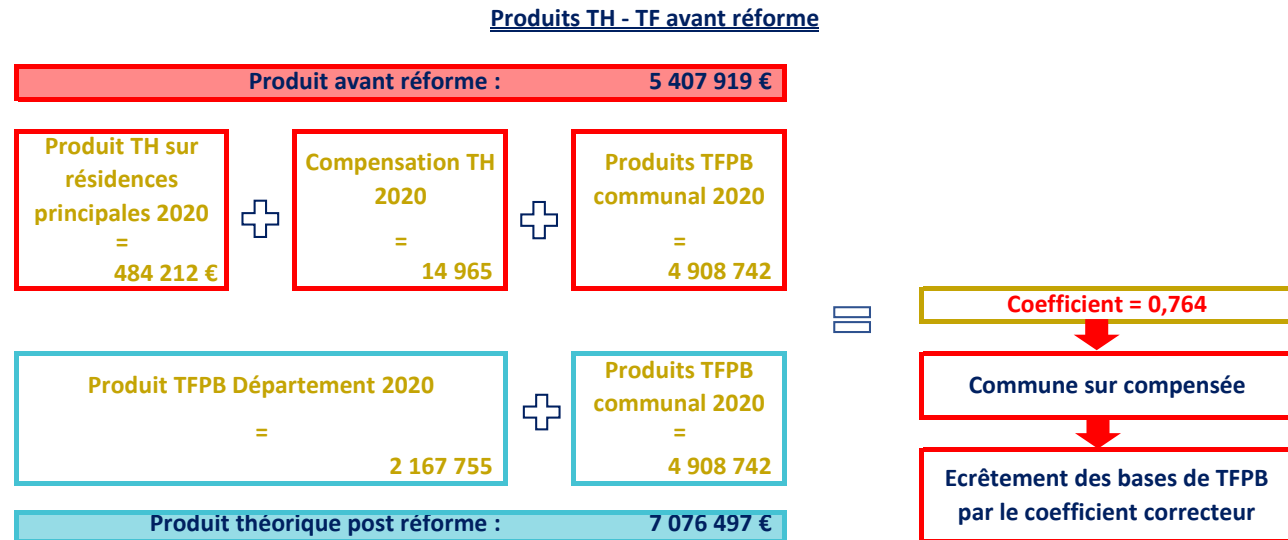 Produits TH - TF avant réforme
Produit avant réforme : 5 407 919 €
Produit TH sur
résidences
principales 2020
=
484 212 €
Compensation TH
2020
=
14 965
Produits TFPB
communal 2020
=
4 908 742
Coefficient = 0,764
Commune sur compensée
Ecrêtement des bases de TFPB
par le coefficient correcteur
Produit TFPB Département 2020
=
2 167 755
Produits TFPB
communal 2020
=
4 908 742
Produit théorique post réforme : 7 076 497 €